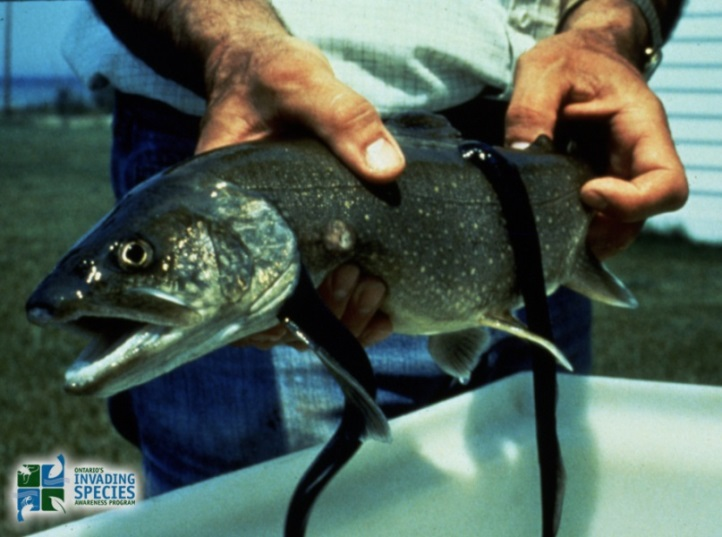 ONTARIO'S
INVADING
SPECIES
AWARENESS PROGRAM